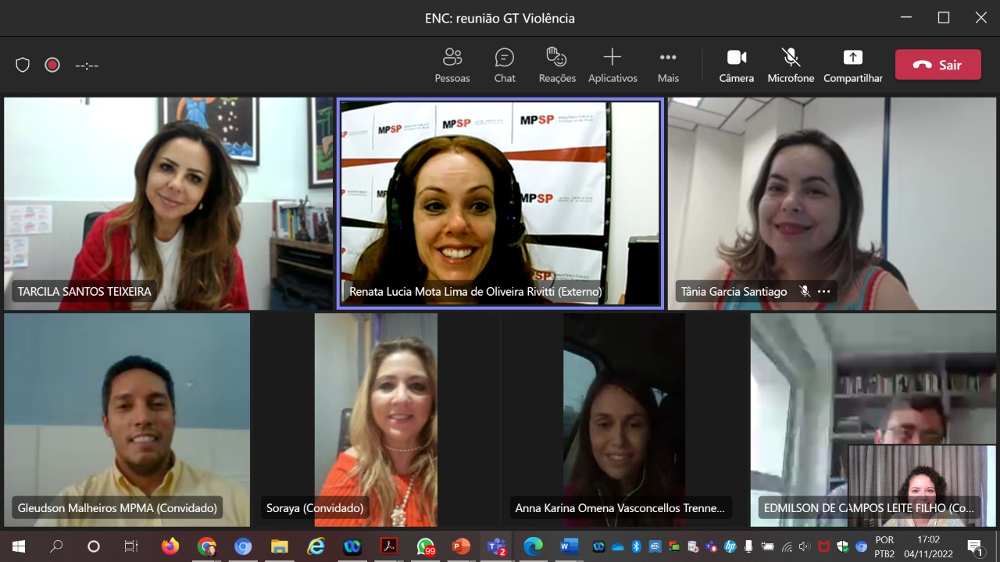 ENC: reunião GT Violência
--:--
Pessoas
Chat
Reações
Aplicativos
Mais
Câmera
Microfone
Compartilhar
Sair
MPSP
MPSP
MPSP
MPSP
TARCILA SANTOS TEIXEIRA
Renata Lucia Mota Lima de Oliveira Rivitti (Externo)
Tânia Garcia Santiago
Gleudson Malheiros MPMA (Convidado)
Soraya (Convidado)
Anna Karina Omena Vasconcellos Trenne...
EDMILSON DE CAMPOS LEITE FILHO (Co...
99
2
POR
PTB2
17:02
04/11/2022
1